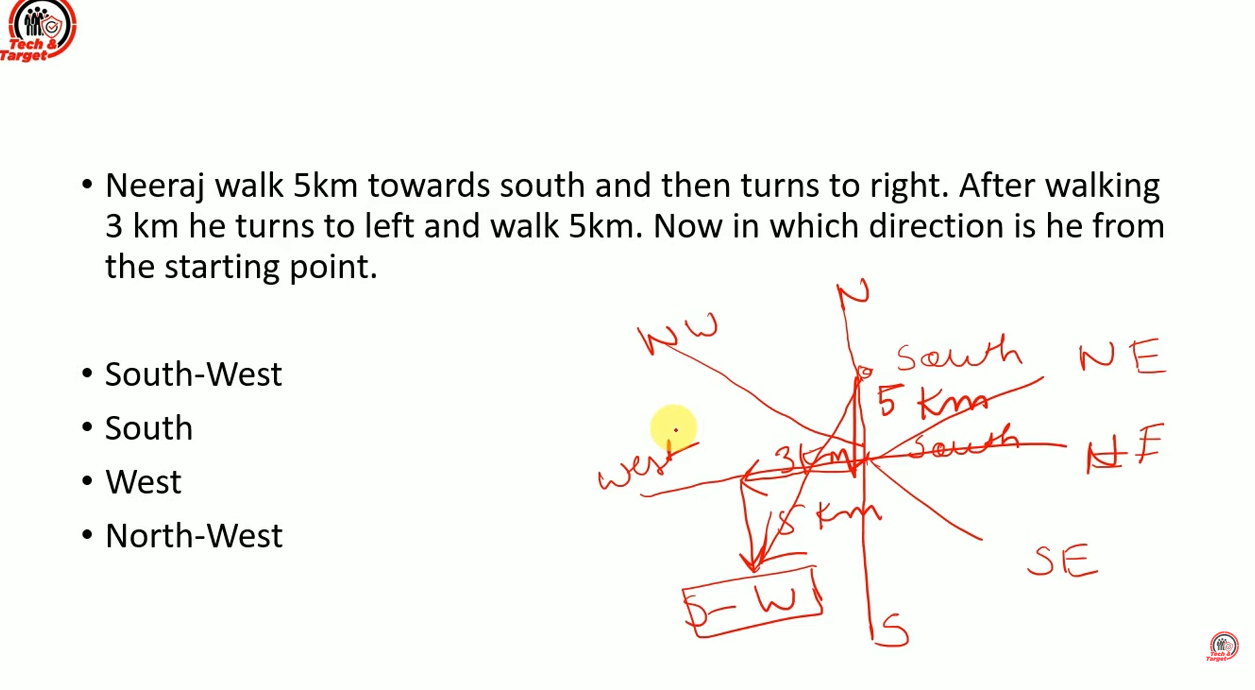 Tech &
Target
• Neeraj walk 5km towards south and then turns to right. After walking
3 km he turns to left and walk 5km. Now in which direction is he from
the starting point.
• South-West
• South
• West
• North-West
N
NW
South
NE
5 km
West
3km
South
E
5 km
SE
S-W
S
Tech &
Target